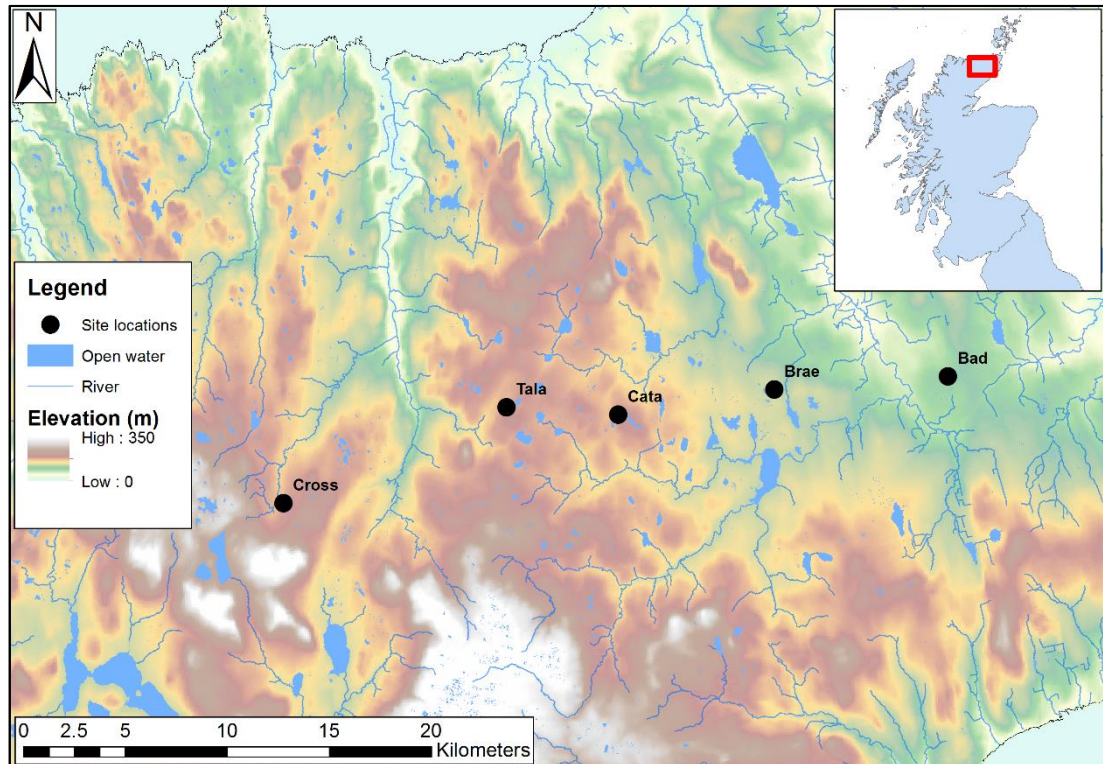 N
Legend
Site locations
Open water
River
Elevation (m)
High : 350
Low : 0
Tala
Cata
Brae
Bad
Cross
0 2.5 5 10 15 20
Kilometers